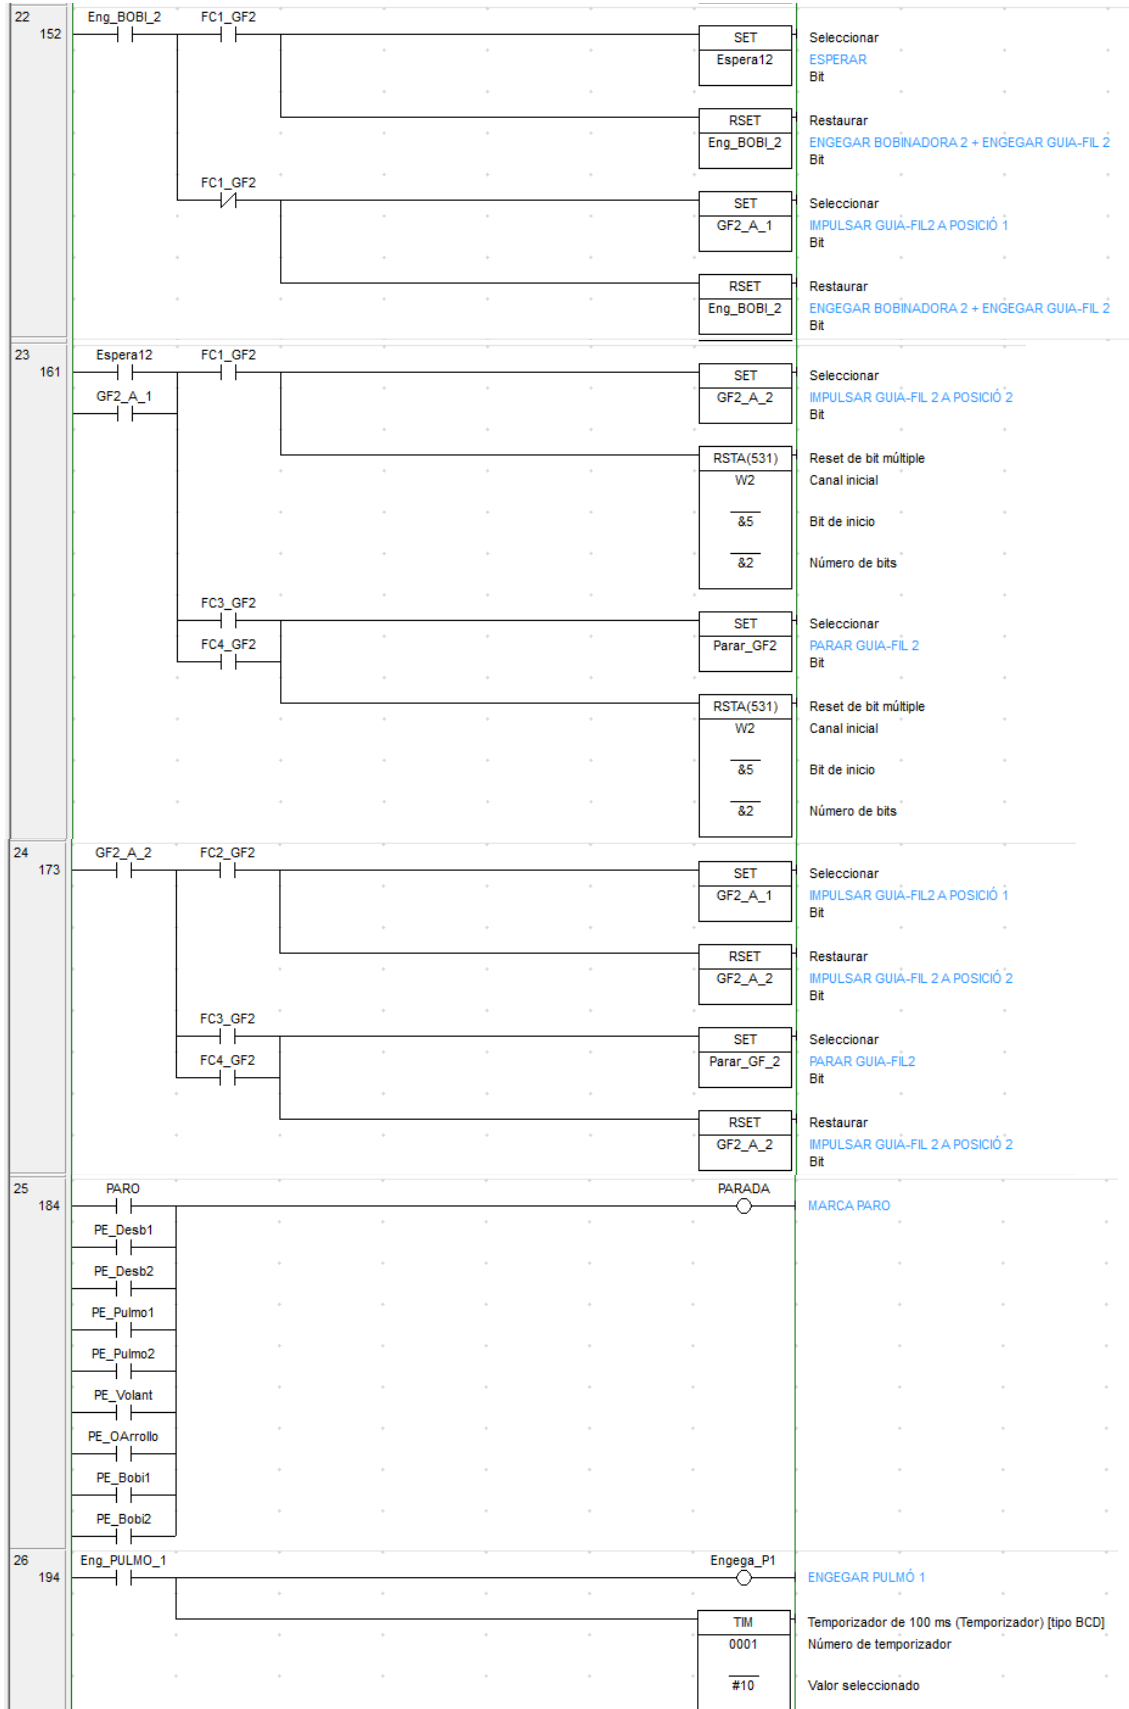 22
152
Eng_BOBI_2
FC1_GF2
SET
Espera12
Seleccionar
ESPERAR
Bit
RSET
Eng_BOBI_2
Restaurar
ENGEGAR BOBINADORA 2 + ENGEGAR GUIA-FIL 2
Bit
FC1_GF2
SET
GF2_A_1
Seleccionar
IMPULSAR GUIA-FIL2 A POSICIÓ 1
Bit
RSET
Eng_BOBI_2
Restaurar
ENGEGAR BOBINADORA 2 + ENGEGAR GUIA-FIL 2
Bit
23
161
Espera12
FC1_GF2
GF2_A_1
SET
GF2_A_2
Seleccionar
IMPULSAR GUIA-FIL 2 A POSICIÓ 2
Bit
RSTA(531)
W2
&5
&2
Reset de bit múltiple
Canal inicial
Bit de inicio
Número de bits
FC3_GF2
FC4_GF2
SET
Parar_GF2
Seleccionar
PARAR GUIA-FIL 2
Bit
RSTA(531)
W2
&5
&2
Reset de bit múltiple
Canal inicial
Bit de inicio
Número de bits
24
173
GF2_A_2
FC2_GF2
SET
GF2_A_1
Seleccionar
IMPULSAR GUIA-FIL2 A POSICIÓ 1
Bit
RSET
GF2_A_2
Restaurar
IMPULSAR GUIA-FIL 2 A POSICIÓ 2
Bit
FC3_GF2
FC4_GF2
SET
Parar_GF_2
Seleccionar
PARAR GUIA-FIL2
Bit
RSET
GF2_A_2
Restaurar
IMPULSAR GUIA-FIL 2 A POSICIÓ 2
Bit
25
184
PARO
PARADA
MARCA PARO
PE_Desb1
PE_Desb2
PE_Pulmo1
PE_Pulmo2
PE_Volant
PE_OArrollo
PE_Bobi1
PE_Bobi2
26
194
Eng_PULMO_1
Engega_P1
ENGEGAR PULMÓ 1
TIM
0001
#10
Temporizador de 100 ms (Temporizador) [tipo BCD]
Número de temporizador
Valor seleccionado